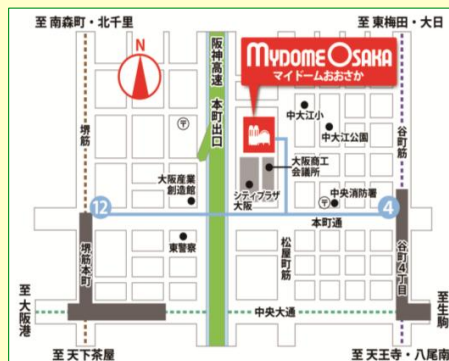 至 南森町・北千里
至 東梅田・大日
N
阪神高速 本町出口
MYDOME OSAKA
マイドームおおさか
堺筋
谷町筋
中大江小
中大江公園
〒
大阪産業
創造館
大阪商工
会議所
シティプラザ
大阪
〒
中央消防署
12
4
本町通
堺筋本町
東警察
松屋町筋
谷町4丁目
至 大阪港
中央大通
至 生駒
至 天下茶屋
至 天王寺・八尾南